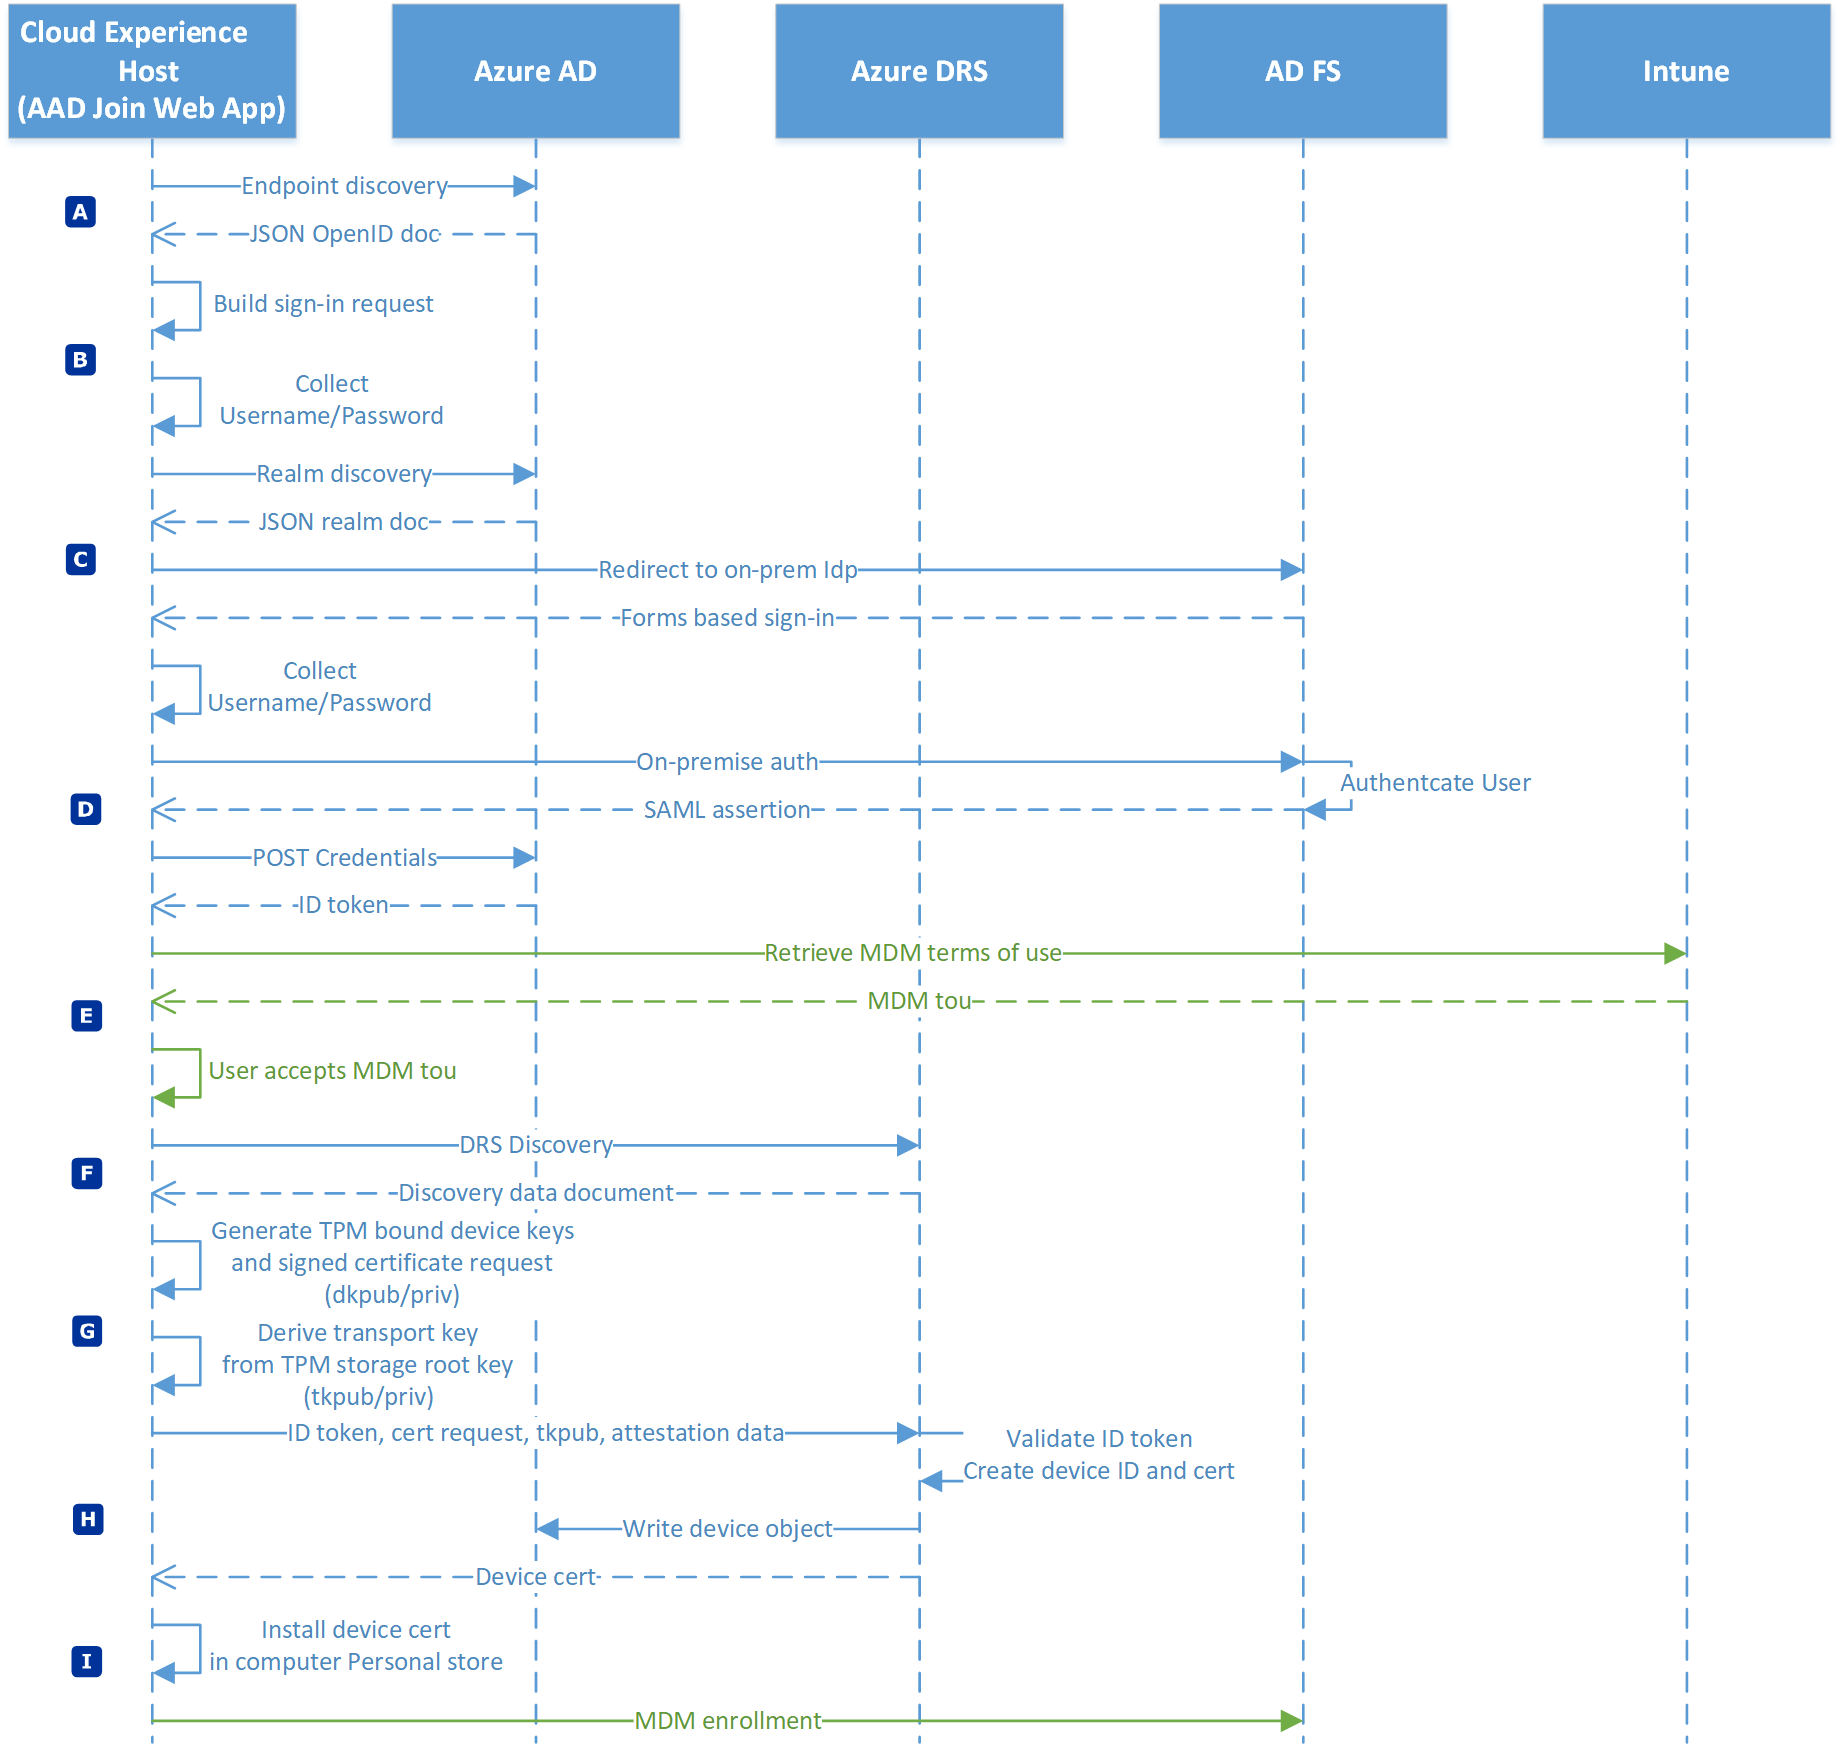 Cloud Experience
Host
(AAD Join Web App)
Azure AD
Azure DRS
AD FS
Intune
Endpoint discovery
A
JSON OpenID doc
Build sign-in request
B
Collect
Username/Password
Realm discovery
JSON realm doc
C
Redirect to on-prem Idp
Forms based sign-in
Collect
Username/Password
On-premise auth
Authentcate User
D
SAML assertion
POST Credentials
ID token
Retrieve MDM terms of use
MDM tou
E
User accepts MDM tou
DRS Discovery
F
Discovery data document
Generate TPM bound device keys
and signed certificate request
(dkpub/priv)
G
Derive transport key
from TPM storage root key
(tkpub/priv)
ID token, cert request, tkpub, attestation data
Validate ID token
Create device ID and cert
H
Write device object
Device cert
Install device cert
in computer Personal store
I
MDM enrollment